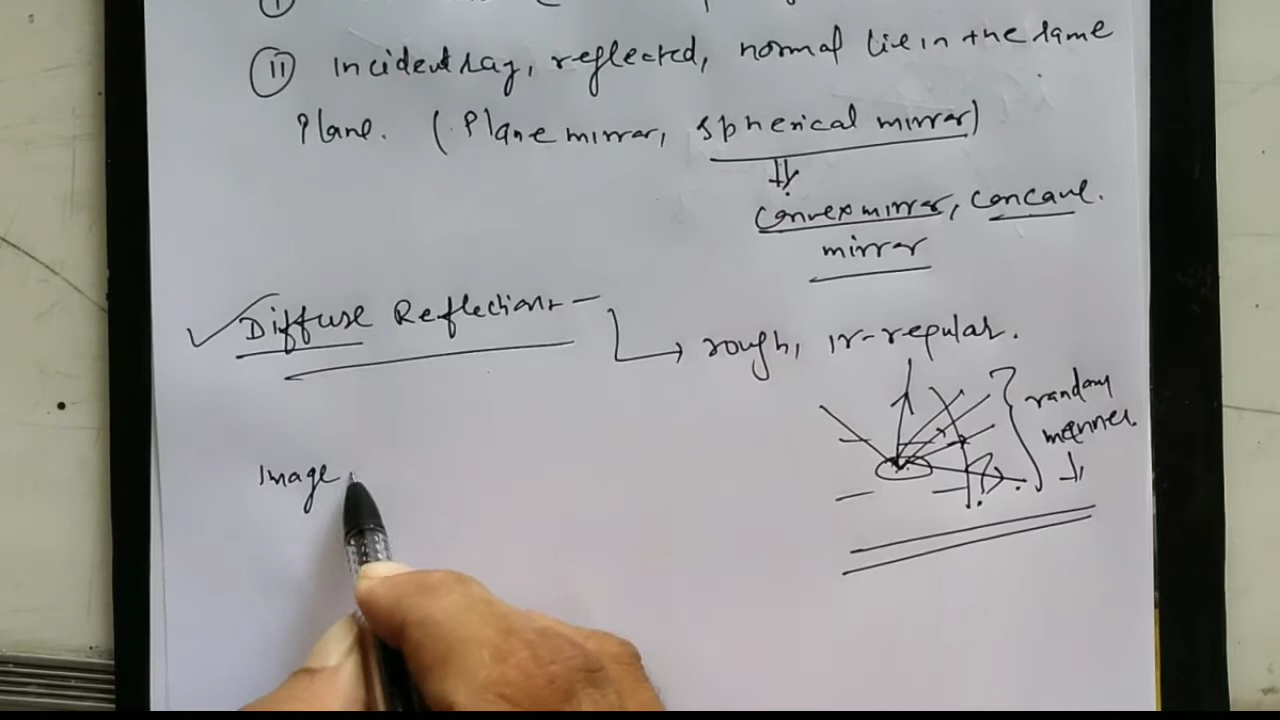 (ii) Incident ray, reflected, normal lie in the same
Plane. (Plane mirror, spherical mirror)
Convex mirror, concave.
mirror
Diffuse Reflection -
rough, ir-regular.
random
manner
Image